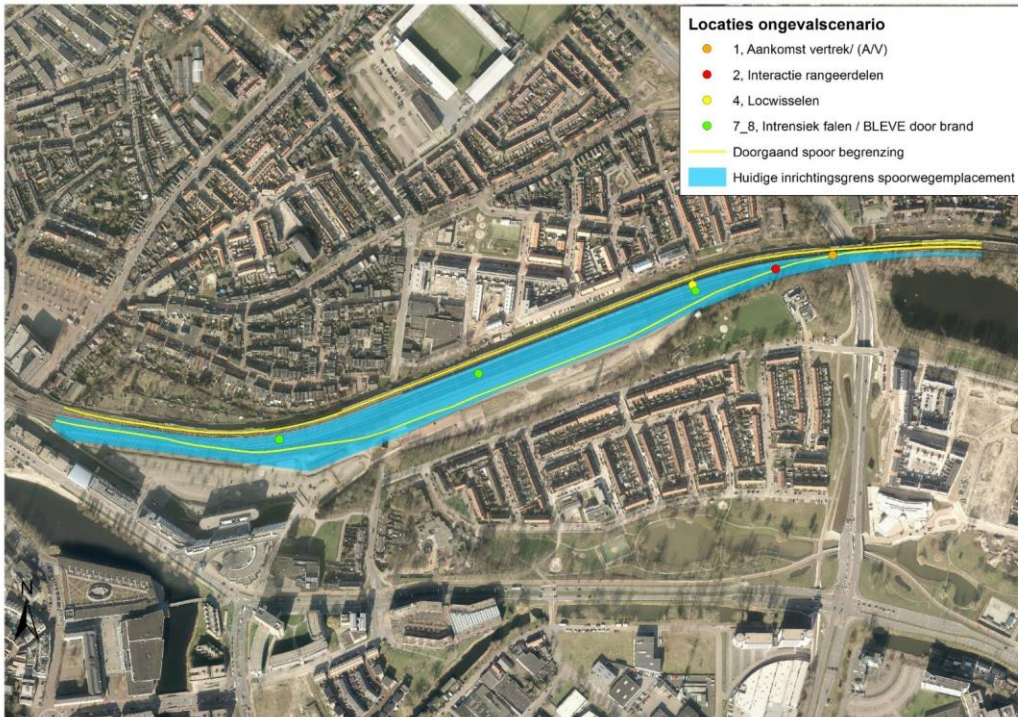 Locaties ongevalscenario
1, Aankomst vertrek/ (A/V)
2, Interactie rangeerdelen
4, Locwisselen
7_8, Intrensiek falen / BLEVE door brand
Doorgaand spoor begrenzing
Huidige inrichtingsgrens spoorwegemplacement
N